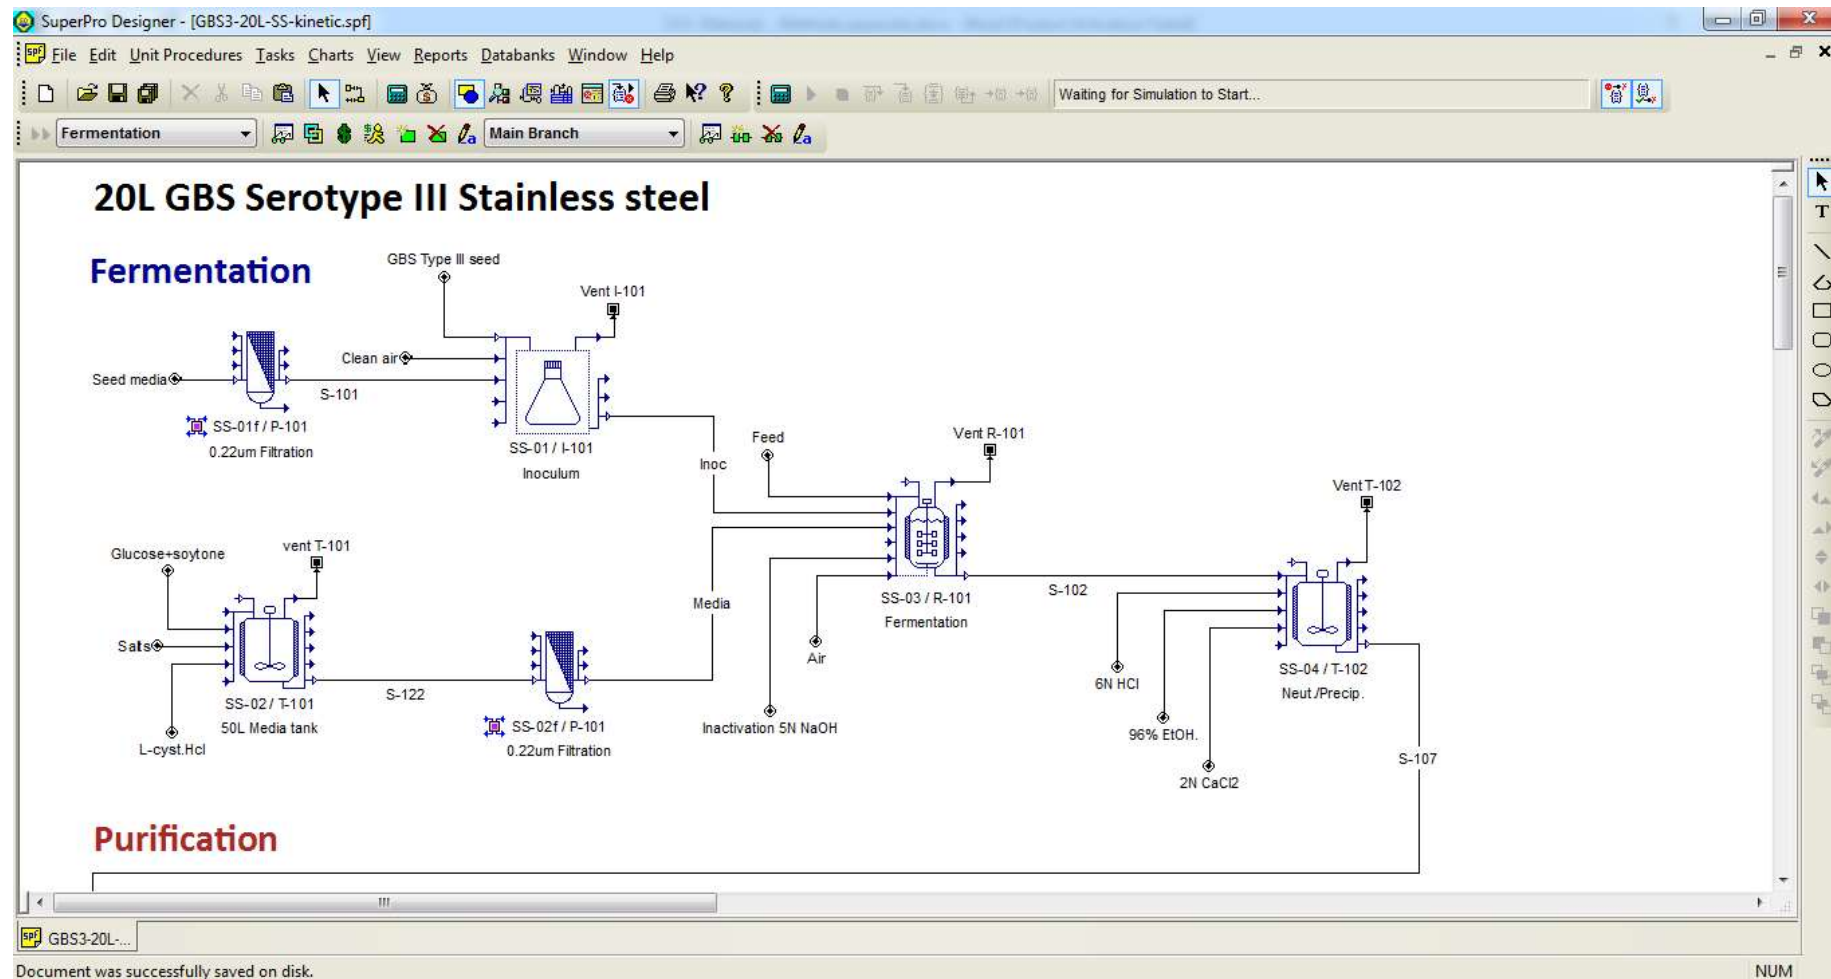 SuperPro Designer - [GBS3-20L-SS-kinetic.spf]
File Edit Unit Procedures Tasks Charts View Reports Databanks Window Help
Waiting for Simulation to Start...
Fermentation
Main Branch
20L GBS Serotype III Stainless steel
Fermentation
GBS Type III seed
Vent I-101
Clean air
Seed media
S-101
SS-01f / P-101
0.22um Filtration
SS-01 / I-101
Inoculum
Feed
Vent R-101
Inoc
Vent T-102
Glucose+soytone
vent T-101
Salts
S-122
SS-02 / T-101
50L Media tank
L-cyst.Hcl
SS-02f / P-101
0.22um Filtration
Media
SS-03 / R-101
Fermentation
Air
Inactivation 5N NaOH
S-102
6N HCl
96% EtOH.
2N CaCl2
SS-04 / T-102
Neut./Precip.
S-107
Purification
GBS3-20L-...
Document was successfully saved on disk.
NUM